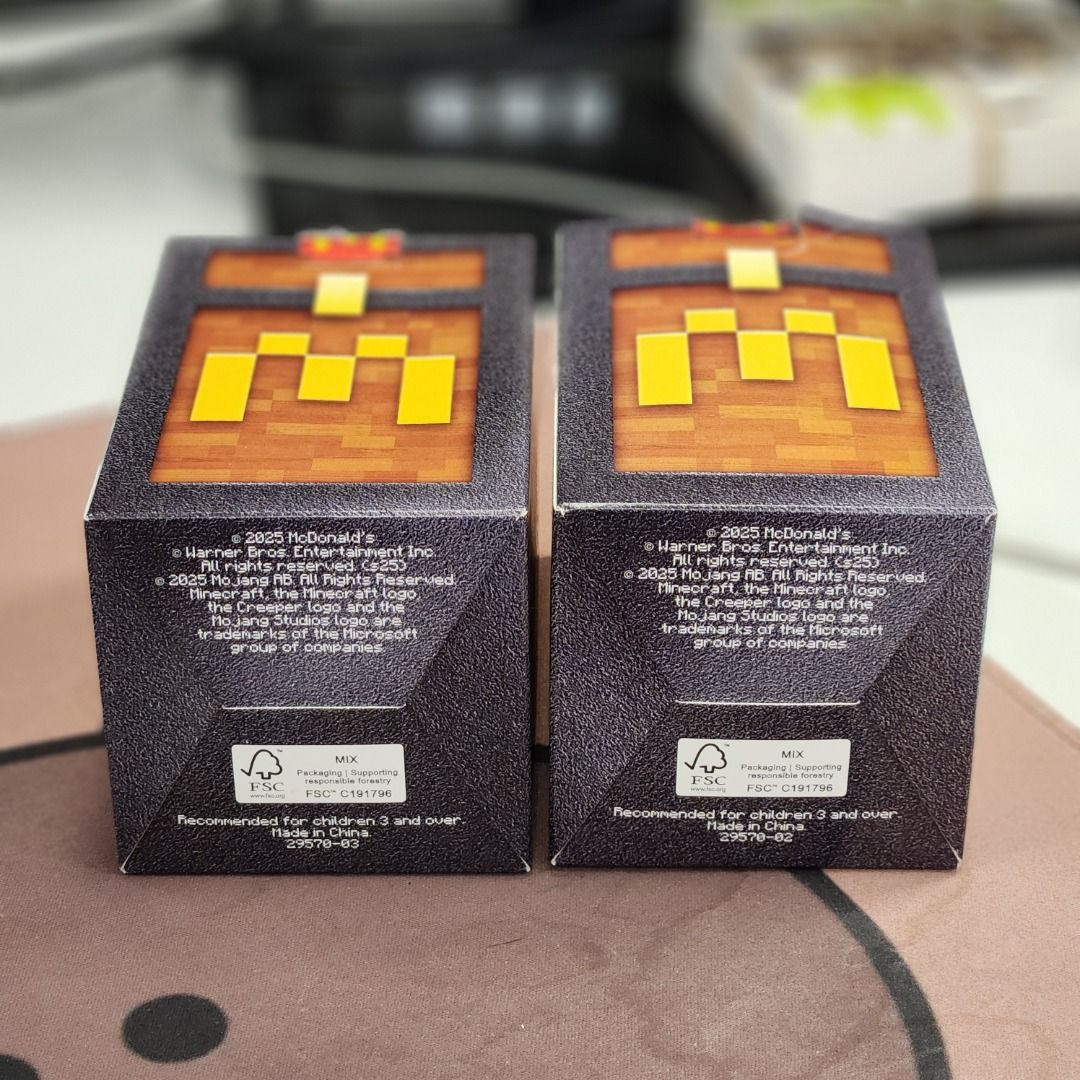 © 2025 McDonald's
© Warner Bros. Entertainment Inc.
All rights reserved. (s25)
© 2025 Mojang AB. All Rights Reserved.
Minecraft, the Minecraft logo,
the Creeper logo and the
Mojang Studios logo are
trademarks of the Microsoft
group of companies.
FSC
www.fsc.org
MIX
Packaging | Supporting
responsible forestry
FSC™ C191796
Recommended for children 3 and over.
Made in China.
29570-03
© 2025 McDonald's
© Warner Bros. Entertainment Inc.
All rights reserved. (s25)
© 2025 Mojang AB. All Rights Reserved.
Minecraft, the Minecraft logo,
the Creeper logo and the
Mojang Studios logo are
trademarks of the Microsoft
group of companies.
FSC
www.fsc.org
MIX
Packaging | Supporting
responsible forestry
FSC™ C191796
Recommended for children 3 and over.
Made in China.
29570-02